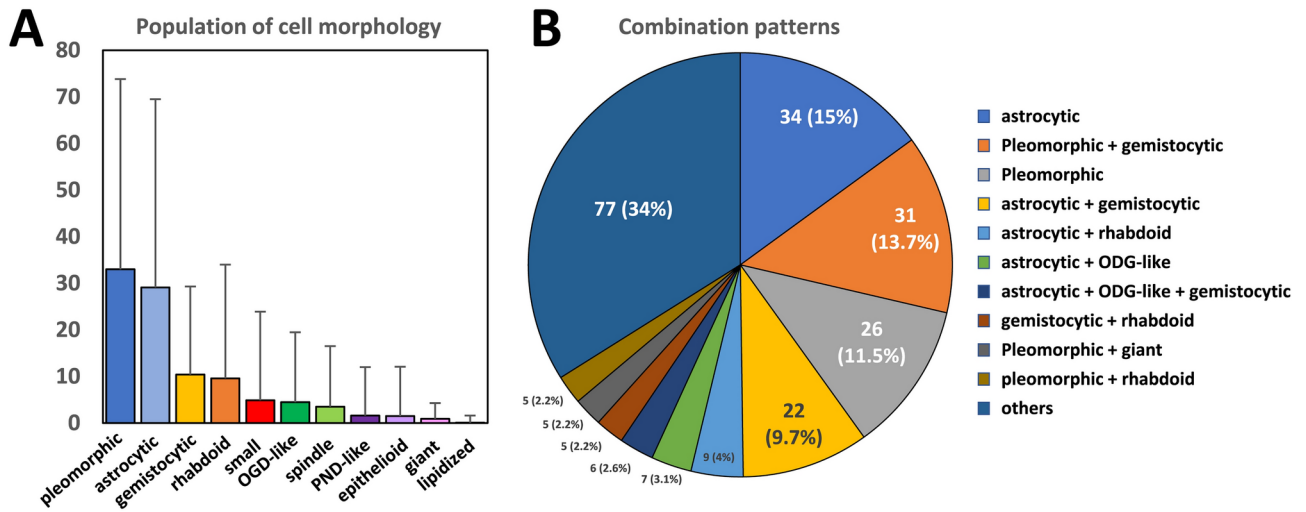 A
Population of cell morphology
80
70
60
50
40
30
20
10
0
pleomorphic
astrocytic
gemistocytic
rhabdoid
small
OGD-like
spindle
PND-like
epithelioid
giant
lipidized
B
Combination patterns
34 (15%)
31
(13.7%)
26
(11.5%)
22
(9.7%)
9 (4%)
7 (3.1%)
6 (2.6%)
5 (2.2%)
5 (2.2%)
5 (2.2%)
77 (34%)
astrocytic
Pleomorphic + gemistocytic
Pleomorphic
astrocytic + gemistocytic
astrocytic + rhabdoid
astrocytic + ODG-like
astrocytic + ODG-like + gemistocytic
gemistocytic + rhabdoid
Pleomorphic + giant
pleomorphic + rhabdoid
others